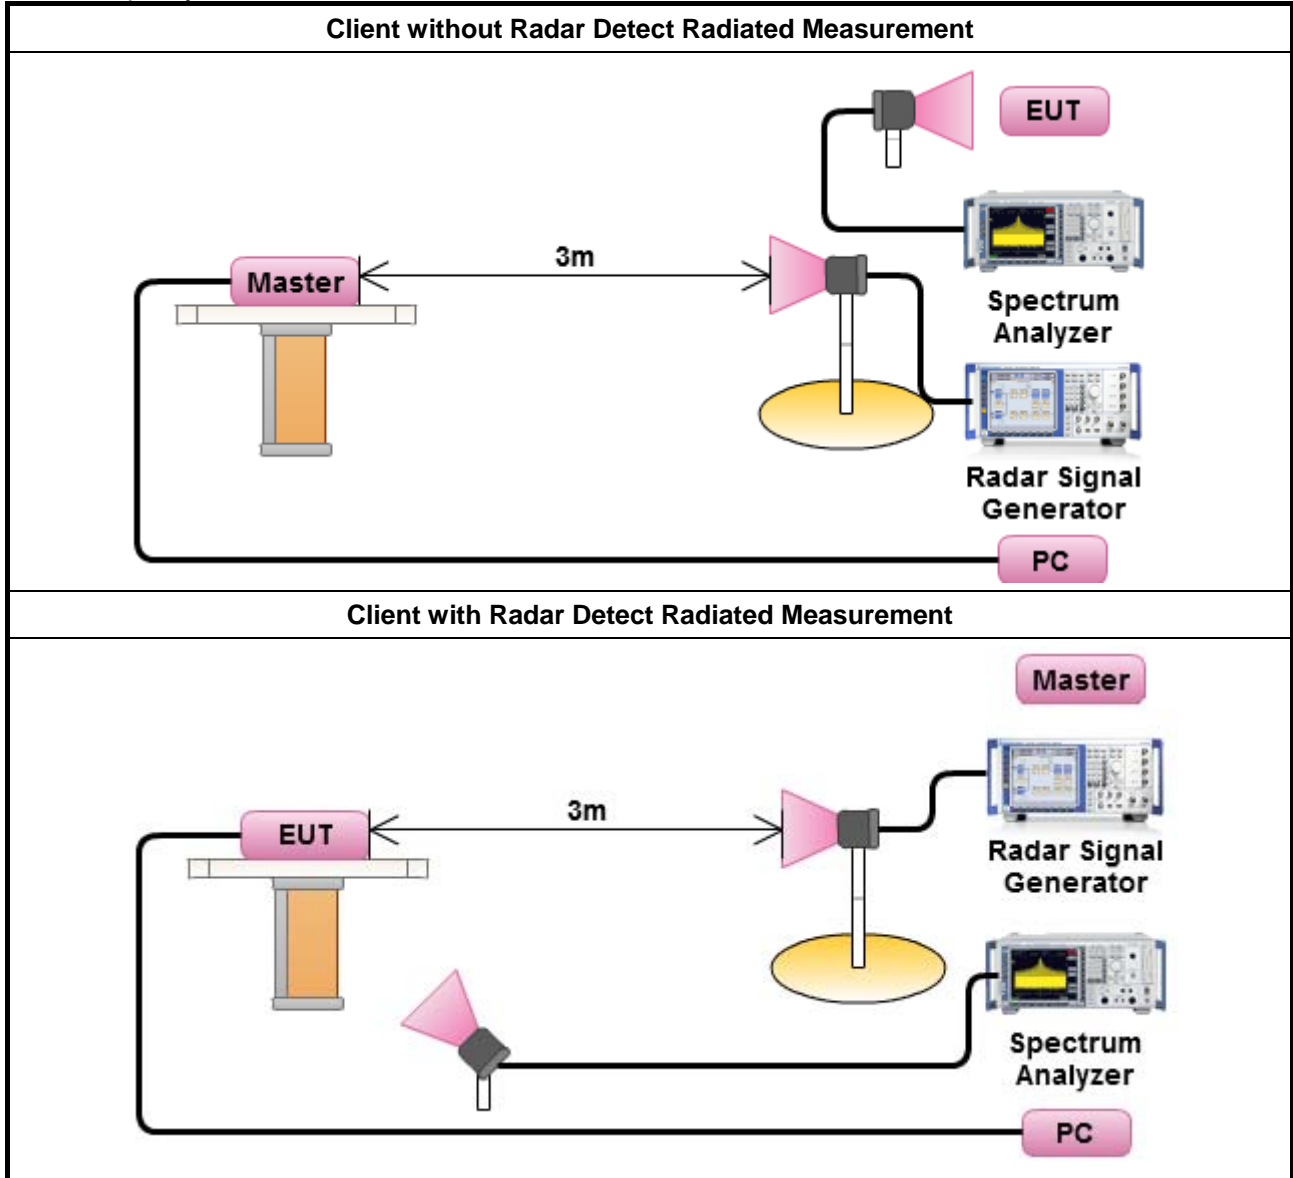 Client without Radar Detect Radiated Measurement
EUT
3m
Master
Spectrum
Analyzer
Radar Signal
Generator
PC
Client with Radar Detect Radiated Measurement
Master
3m
EUT
Radar Signal
Generator
Spectrum
Analyzer
PC